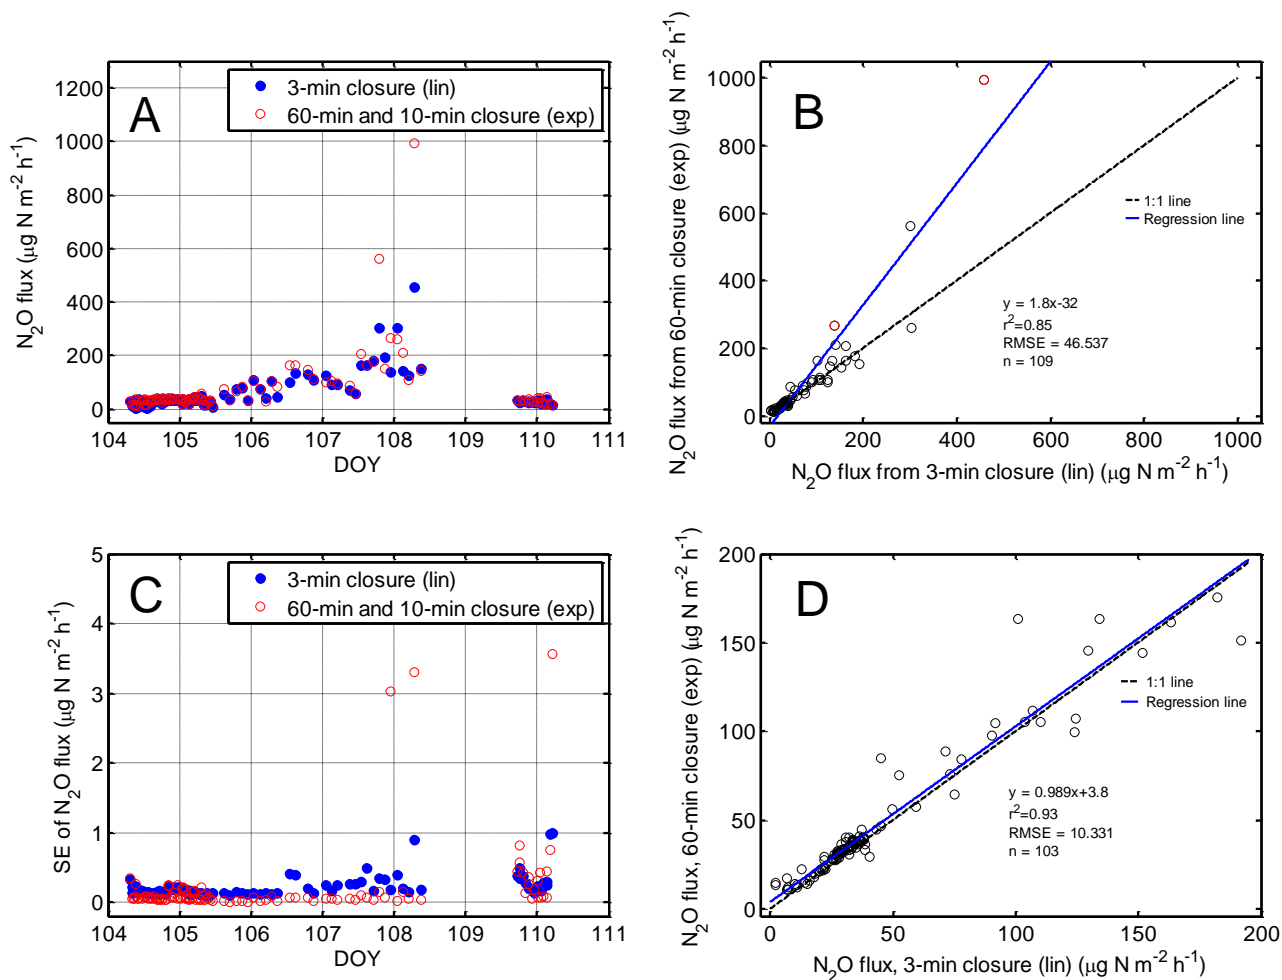 A
3-min closure (lin)
60-min and 10-min closure (exp)
N2O flux (μg N m-2 h-1)
1200
1000
800
600
400
200
0
104 105 106 107 108 109 110 111
DOY
B
N2O flux from 60-min closure (exp) (μg N m-2 h-1)
1000
800
600
400
200
0
1:1 line
Regression line
y = 1.8x-32
r2=0.85
RMSE = 46.537
n = 109
0 200 400 600 800 1000
N2O flux from 3-min closure (lin) (μg N m-2 h-1)
C
3-min closure (lin)
60-min and 10-min closure (exp)
SE of N2O flux (μg N m-2 h-1)
5
4
3
2
1
0
104 105 106 107 108 109 110 111
DOY
D
N2O flux, 60-min closure (exp) (μg N m-2 h-1)
200
150
100
50
0
1:1 line
Regression line
y = 0.989x+3.8
r2=0.93
RMSE = 10.331
n = 103
0 50 100 150 200
N2O flux, 3-min closure (lin) (μg N m-2 h-1)